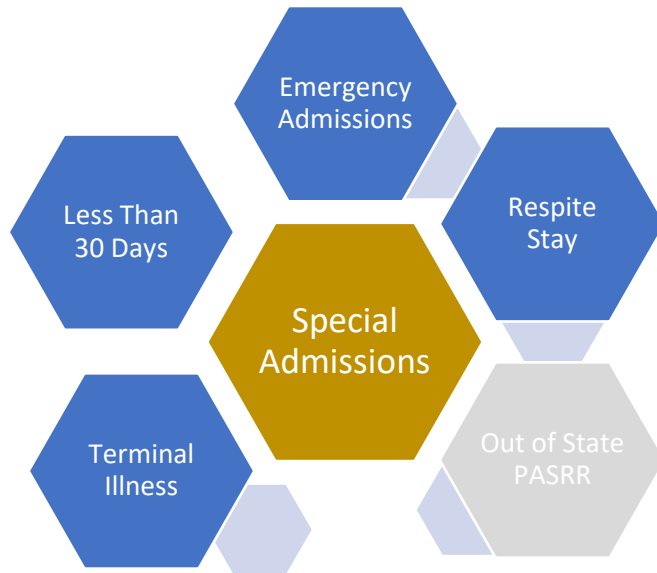 Emergency
Admissions
Less Than
30 Days
Respite
Stay
Special
Admissions
Terminal
Illness
Out of State
PASRR